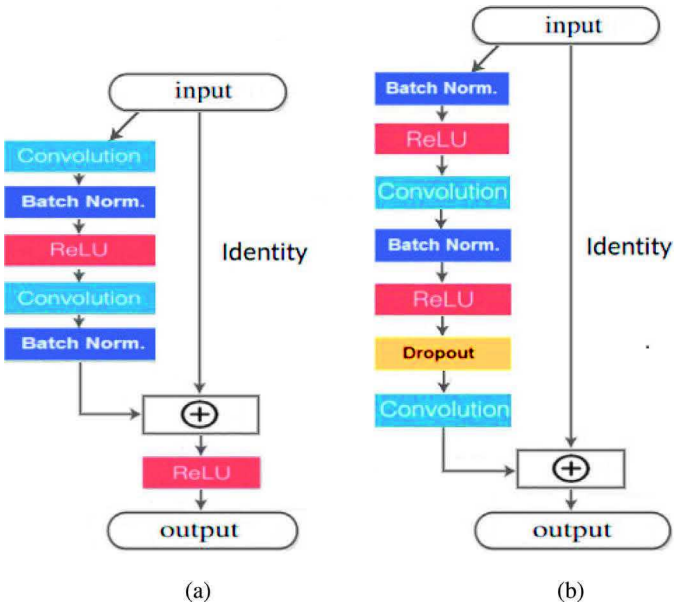 input
Convolution
Batch Norm.
ReLU
Convolution
Batch Norm.
Identity
ReLU
output
(a)
input
Batch Norm.
ReLU
Convolution
Batch Norm.
ReLU
Dropout
Convolution
Identity
output
(b)